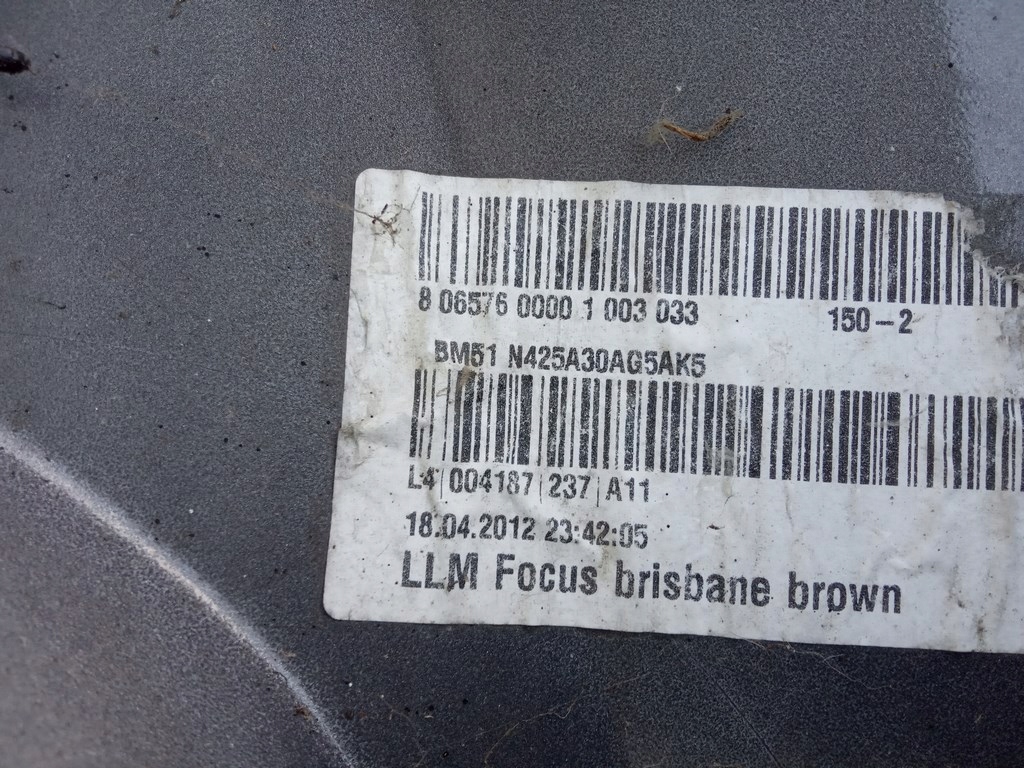 8 06576 0000 1 003 033 150-2
BM51 N425A30AG5AK5
L4|004187|237|A11
18.04.2012 23:42:05
LLM Focus brisbane brown